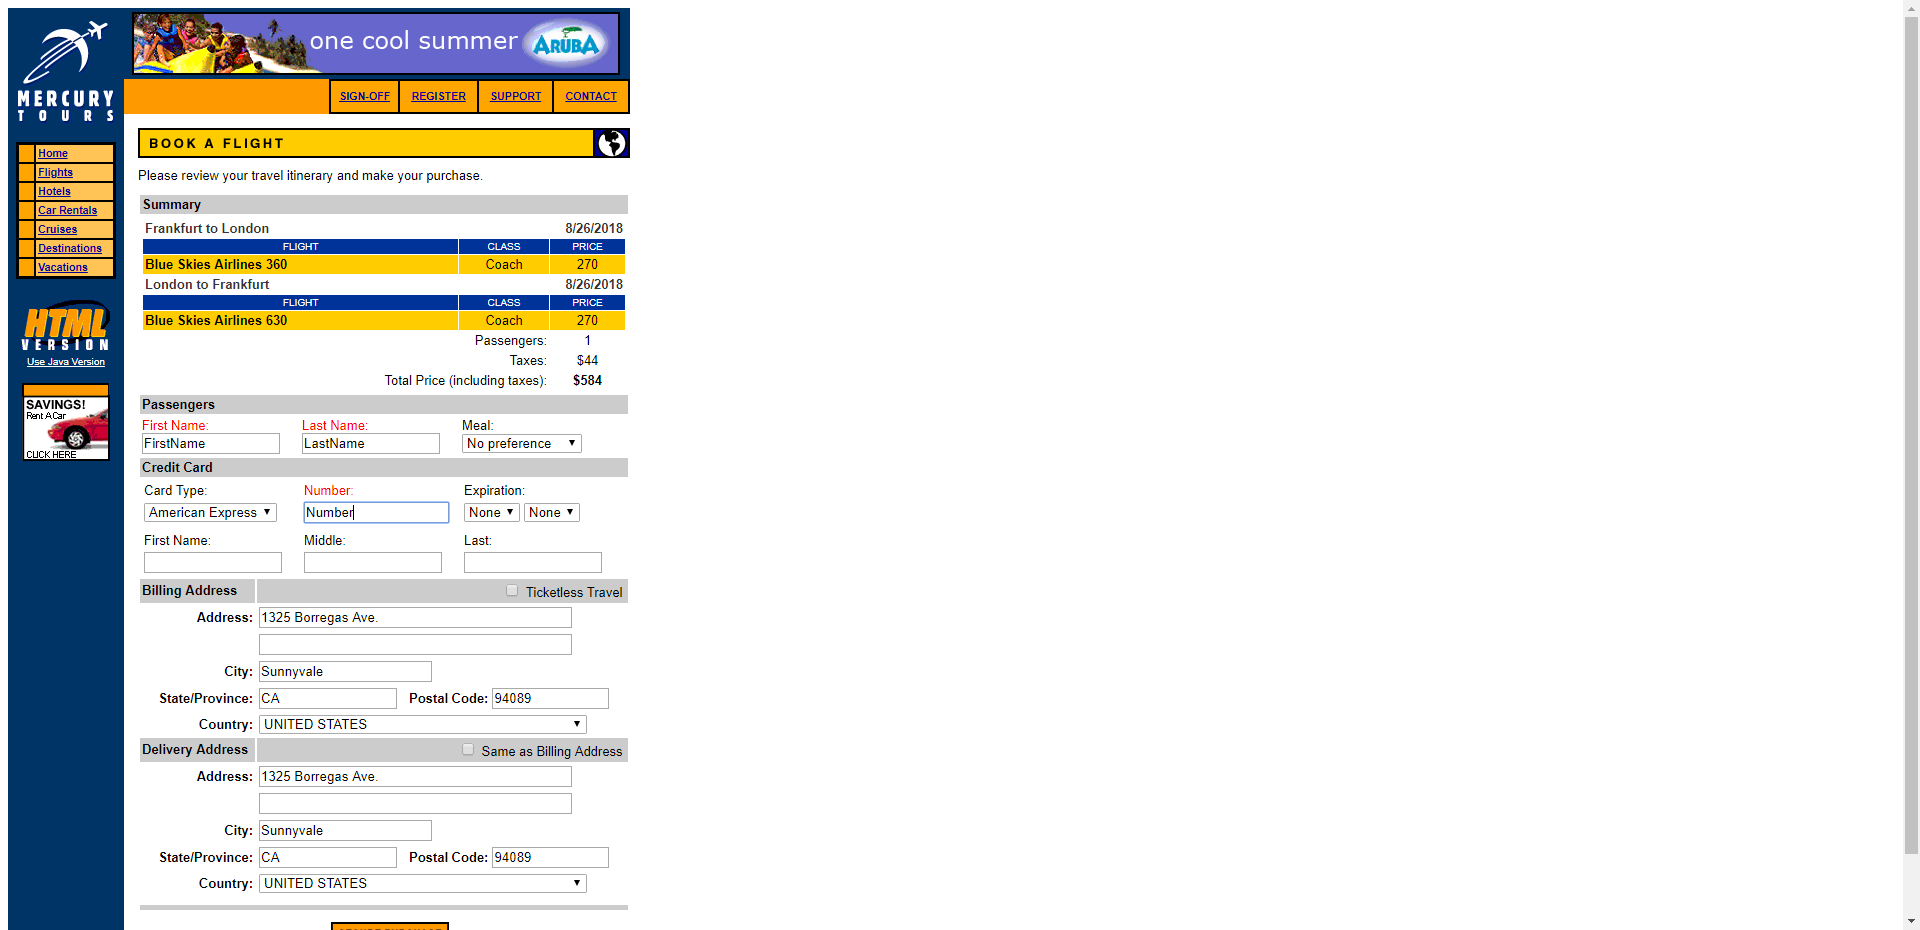 one cool summer ARUBA
MERCURY
TOURS
SIGN-OFF REGISTER SUPPORT CONTACT
Home
Flights
Hotels
Car Rentals
Cruises
Destinations
Vacations
HTML
VERSION
Use Java Version
SAVINGS!
Rent A Car
CLICK HERE
BOOK A FLIGHT
Please review your travel itinerary and make your purchase.
Summary
Frankfurt to London 8/26/2018
FLIGHT CLASS PRICE
Blue Skies Airlines 360 Coach 270
London to Frankfurt 8/26/2018
FLIGHT CLASS PRICE
Blue Skies Airlines 630 Coach 270
Passengers: 1
Taxes: $44
Total Price (including taxes): $584
Passengers
First Name: Last Name: Meal:
FirstName LastName No preference
Credit Card
Card Type: Number: Expiration:
American Express Number None None
First Name: Middle: Last:
Billing Address Ticketless Travel
Address: 1325 Borregas Ave.
City: Sunnyvale
State/Province: CA Postal Code: 94089
Country: UNITED STATES
Delivery Address Same as Billing Address
Address: 1325 Borregas Ave.
City: Sunnyvale
State/Province: CA Postal Code: 94089
Country: UNITED STATES